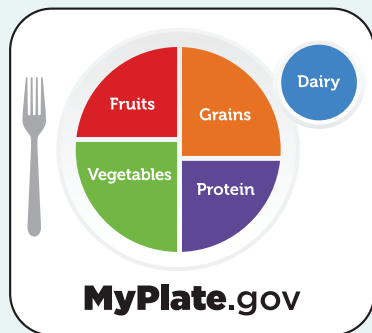 Fruits
Grains
Dairy
Vegetables
Protein
MyPlate.gov